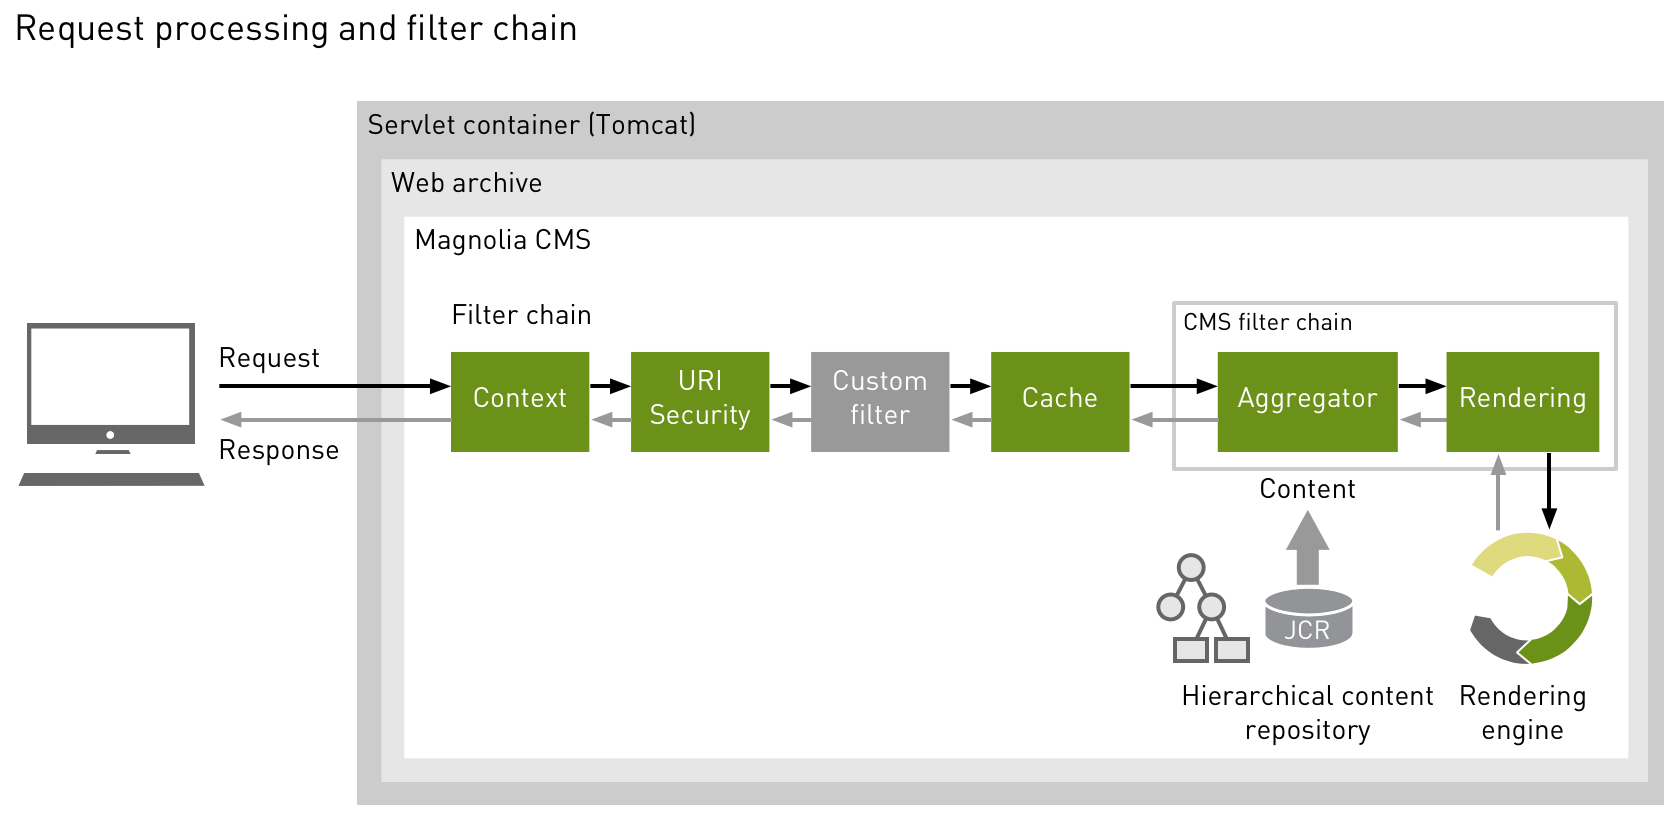 Request processing and filter chain
Servlet container (Tomcat)
Web archive
Magnolia CMS
Filter chain
CMS filter chain
Request
Response
Context
URI
Security
Custom
filter
Cache
Aggregator
Rendering
Content
JCR
Hierarchical content
repository
Rendering
engine